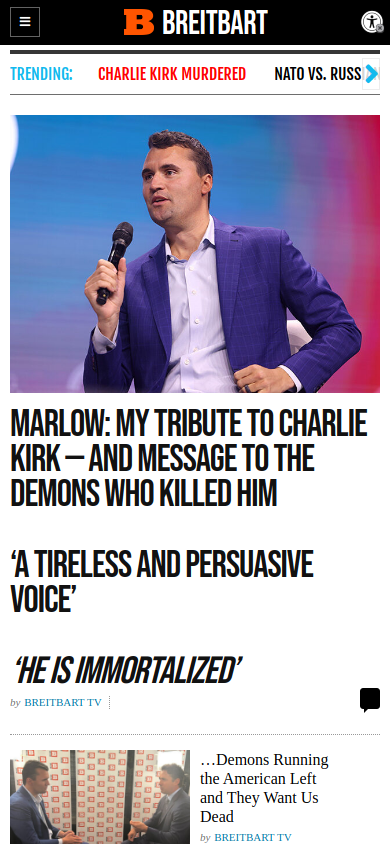 BREITBART
TRENDING:
CHARLIE KIRK MURDERED
NATO VS. RUSS
MARLOW: MY TRIBUTE TO CHARLIE
KIRK — AND MESSAGE TO THE
DEMONS WHO KILLED HIM
‘A TIRELESS AND PERSUASIVE
VOICE’
‘HE IS IMMORTALIZED’
by BREITBART TV
…Demons Running
the American Left
and They Want Us
Dead
by BREITBART TV